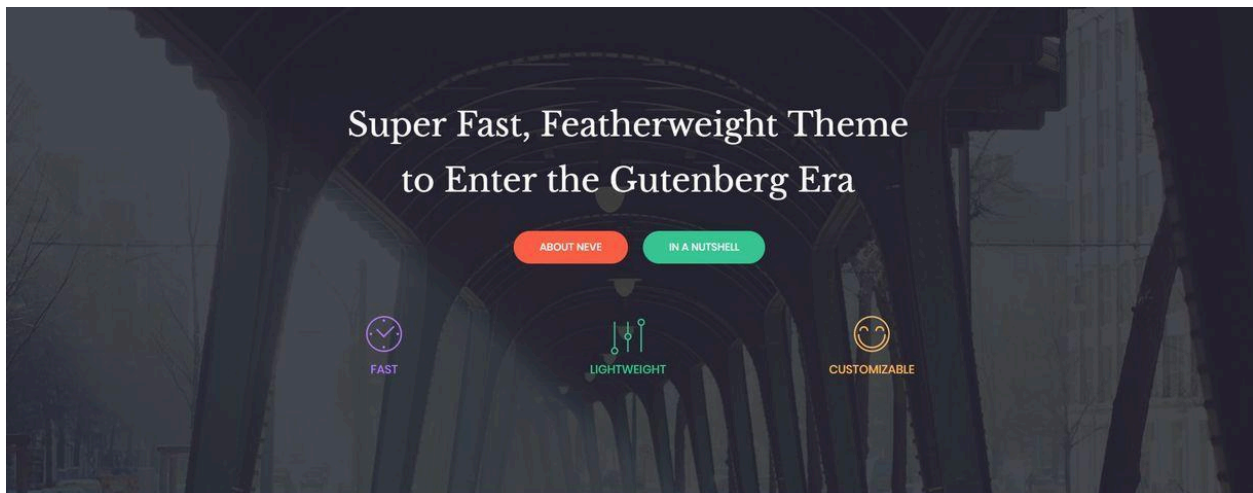 Super Fast, Featherweight Theme
to Enter the Gutenberg Era
ABOUT NEVE
IN A NUTSHELL
FAST
LIGHTWEIGHT
CUSTOMIZABLE